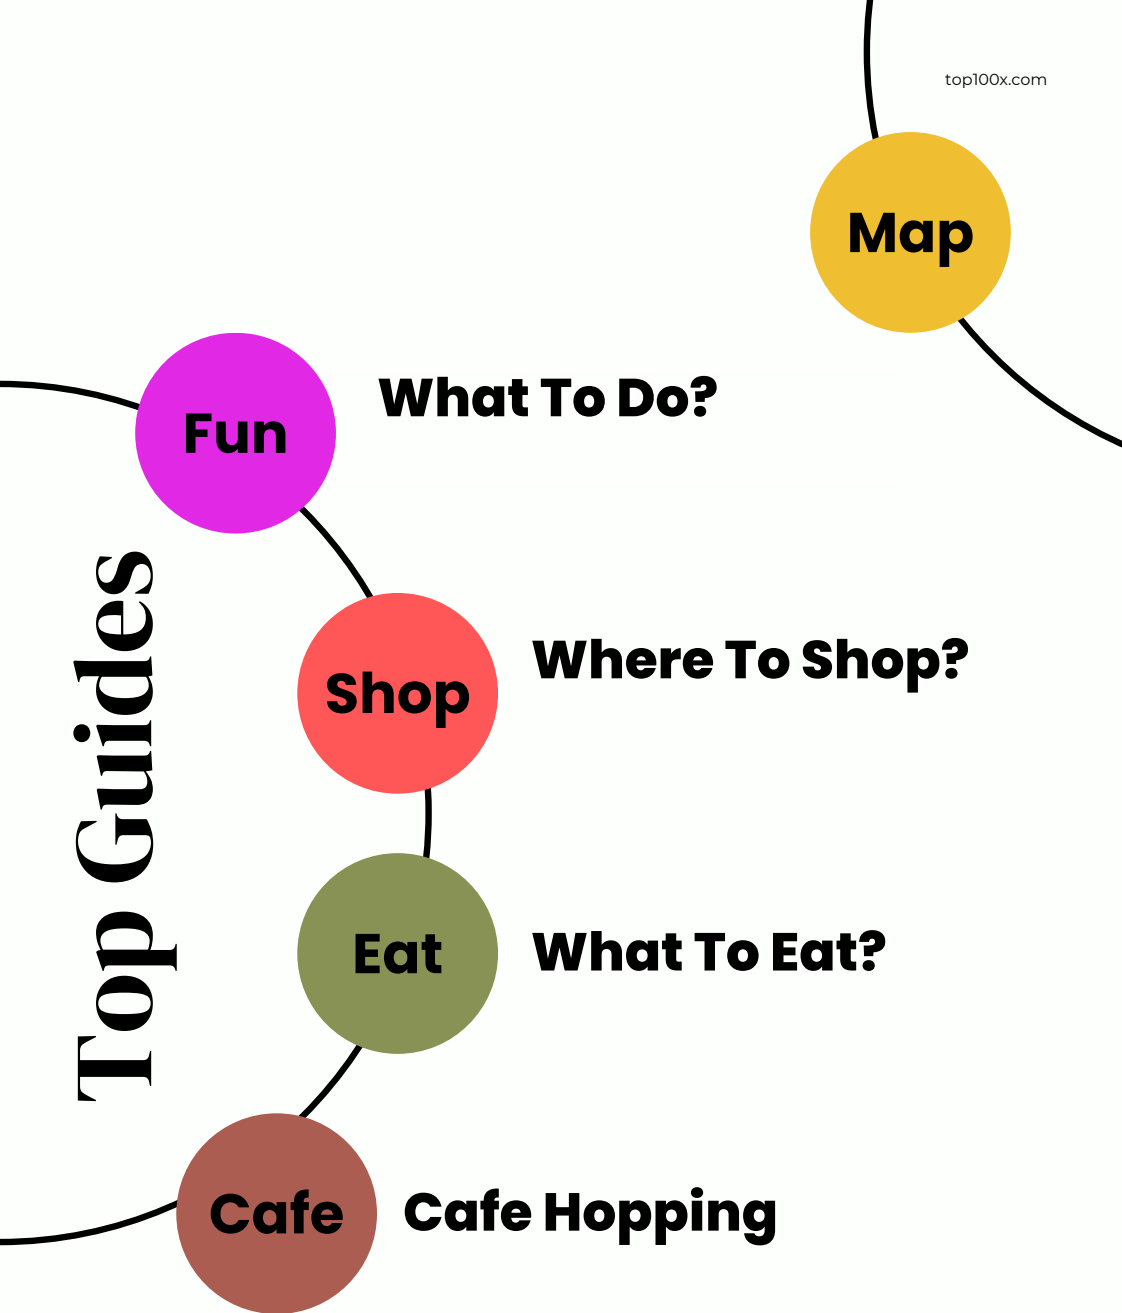 top100x.com
Map
Fun
What To Do?
Top Guides
Shop
Where To Shop?
Eat
What To Eat?
Cafe
Cafe Hopping